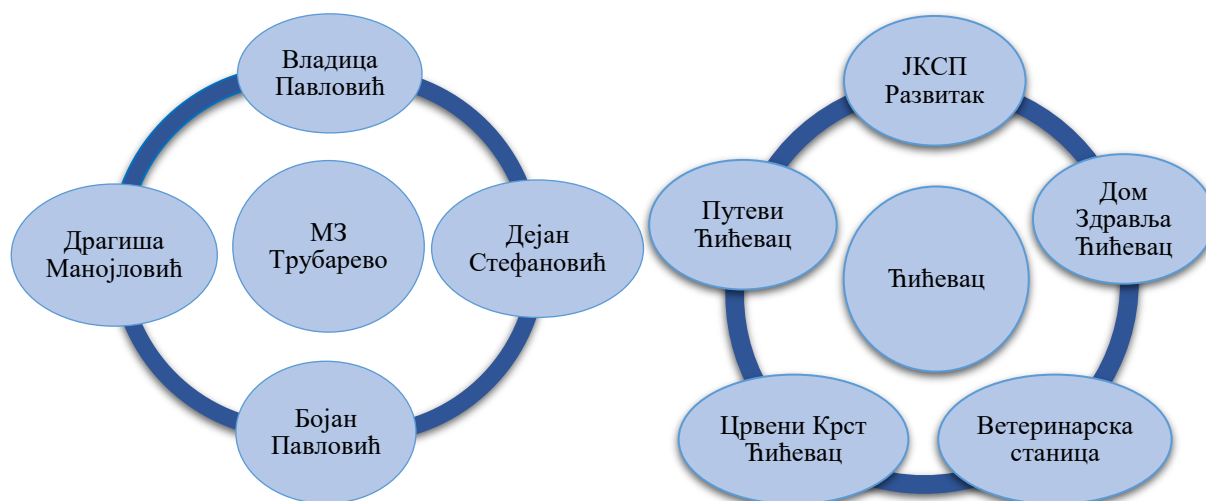 Владица
Павловић
Драгиша
Манојловић
МЗ
Трубарево
Дејан
Стефановић
Бојан
Павловић
ЈКСП
Развитак
Путеви
Ћићевац
Дом
Здравља
Ћићевац
Ћићевац
Црвени Крст
Ћићевац
Ветеринарска
станица